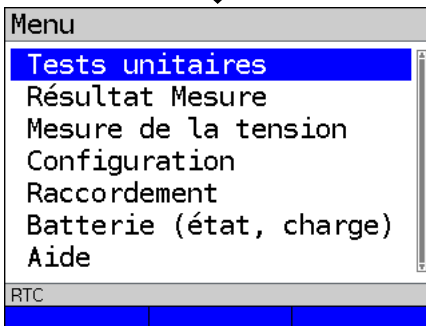 Menu
Tests unitaires
Résultat Mesure
Mesure de la tension
Configuration
Raccordement
Batterie (état, charge)
Aide
RTC